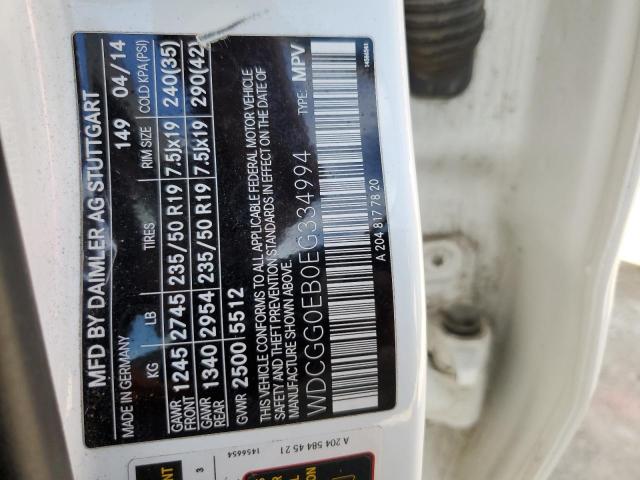 MFD BY DAIMLER AG STUTTGART
MADE IN GERMANY 149 04/14
KG LB TIRES RIM SIZE COLD KPA (PSI)
GAWR FRONT 1245 2745 235/50 R19 7.5Jx19 240(35)
GAWR REAR 1340 2954 235/50 R19 7.5Jx19 290(42)
GVWR 2500 5512
THIS VEHICLE CONFORMS TO ALL APPLICABLE FEDERAL MOTOR VEHICLE
SAFETY AND THEFT PREVENTION STANDARDS IN EFFECT ON THE DATE OF
MANUFACTURE SHOWN ABOVE. TYPE: MPV
WDCGG0EB0EG334994
A 204 817 78 20
A 204 584 45 21
1456654
3